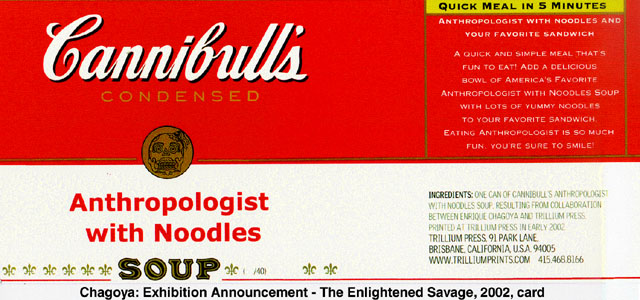 Cannibull's
CONDENSED
Anthropologist
with Noodles
SOUP
( /40)
QUICK MEAL IN 5 MINUTES
ANTHROPOLOGIST WITH NOODLES AND
YOUR FAVORITE SANDWICH
A QUICK AND SIMPLE MEAL THAT'S
FUN TO EAT! ADD A DELICIOUS
BOWL OF AMERICA'S FAVORITE
ANTHROPOLOGIST WITH NOODLES SOUP
WITH LOTS OF YUMMY NOODLES
TO YOUR FAVORITE SANDWICH.
EATING ANTHROPOLOGIST IS SO MUCH
FUN, YOU'RE SURE TO SMILE!
INGREDIENTS: ONE CAN OF CANNIBULL'S ANTHROPOLOGIST
WITH NOODLES SOUP, RESULTING FROM COLLABORATION
BETWEEN ENRIQUE CHAGOYA AND TRILLIUM PRESS.
PRINTED AT TRILLIUM PRESS IN EARLY 2002
TRILLIUM PRESS, 91 PARK LANE,
BRISBANE, CALIFORNIA, U.S.A. 94005
WWW.TRILLIUMPRINTS.COM 415.468.8166
Chagoya: Exhibition Announcement - The Enlightened Savage, 2002, card